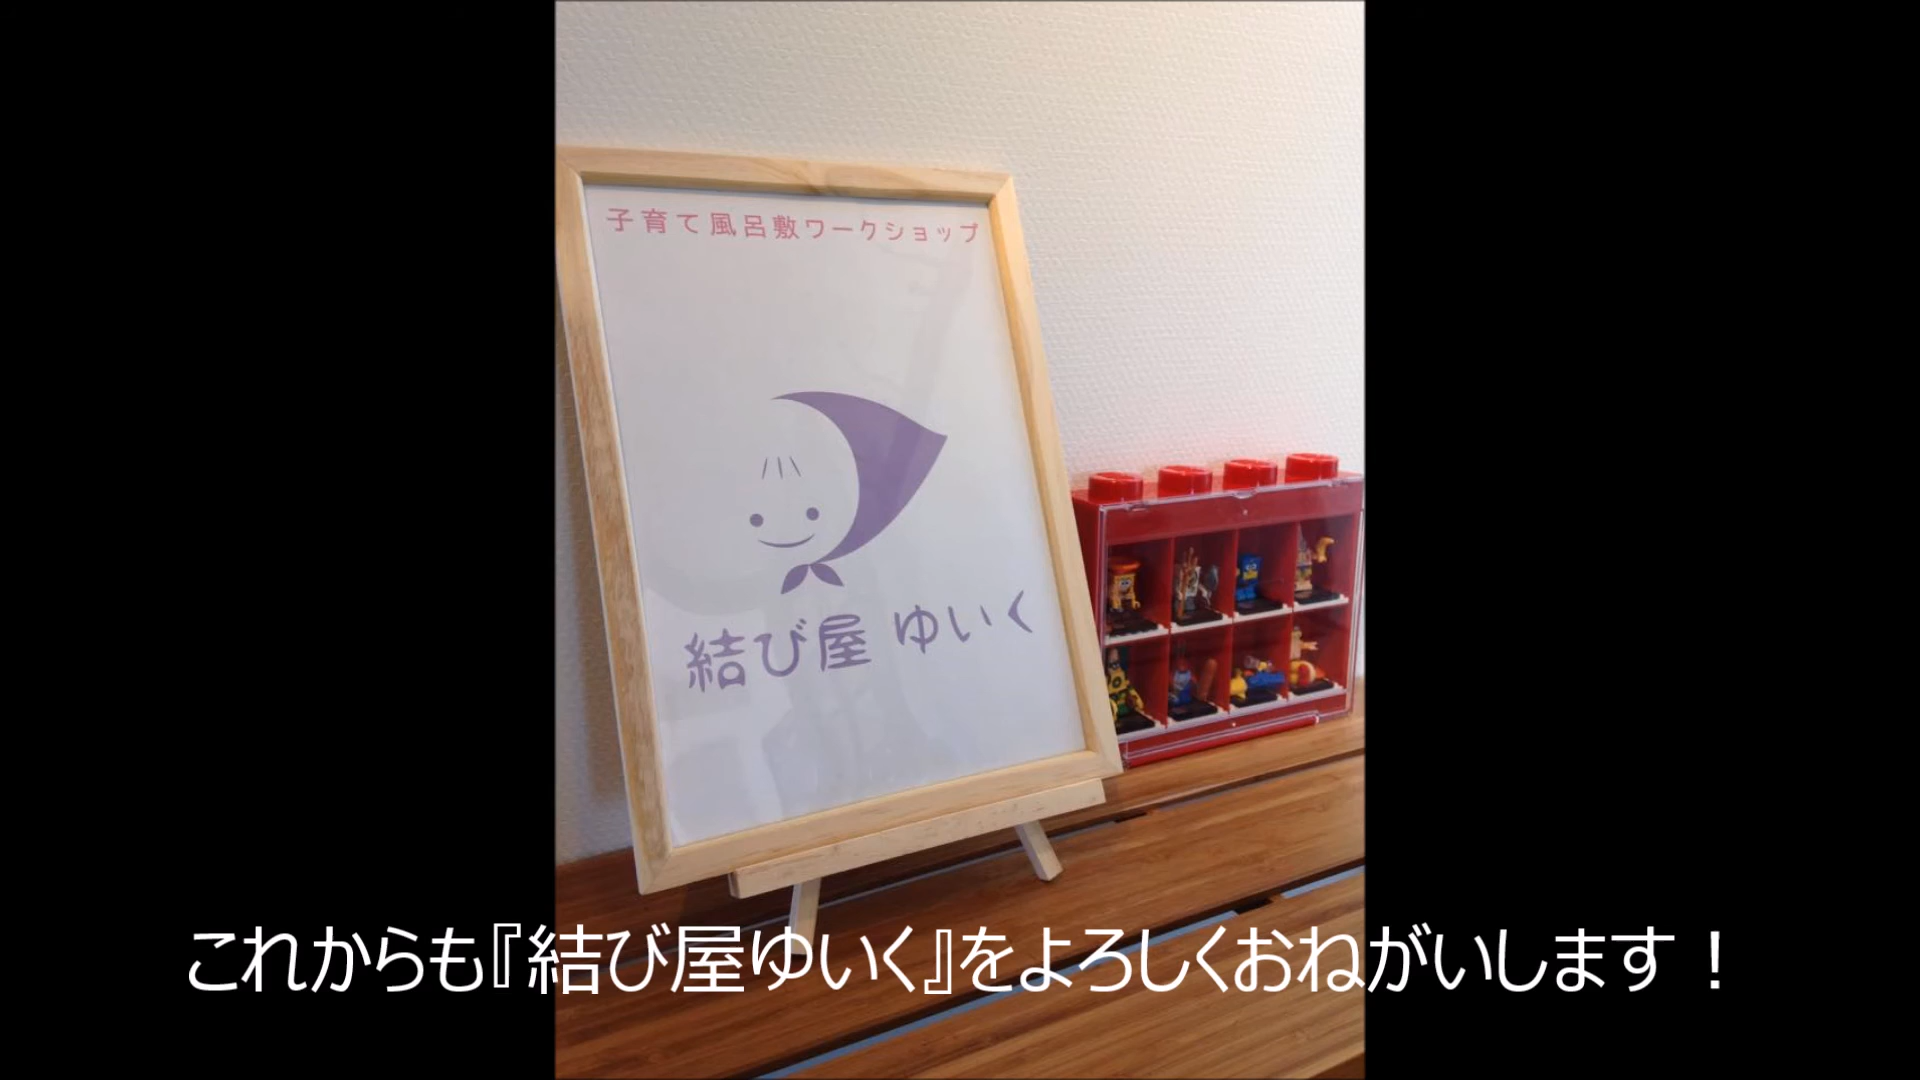 子育て風呂敷ワークショップ
結び屋 ゆいく
これからも『結び屋ゆいく』をよろしくおねがいします！